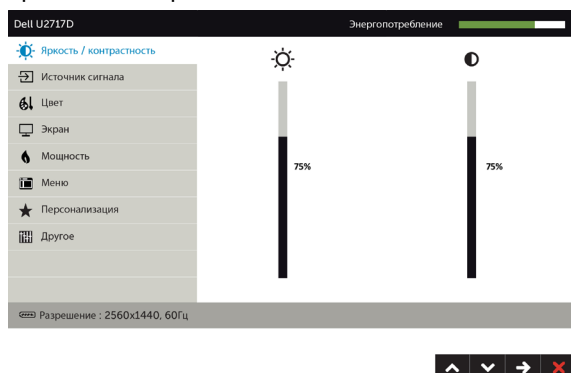 Dell U2717D Энергопотребление
Яркость / контрастность
Источник сигнала
Цвет
Экран
Мощность
Меню
Персонализация
Другое
75%
75%
Разрешение : 2560x1440, 60Гц